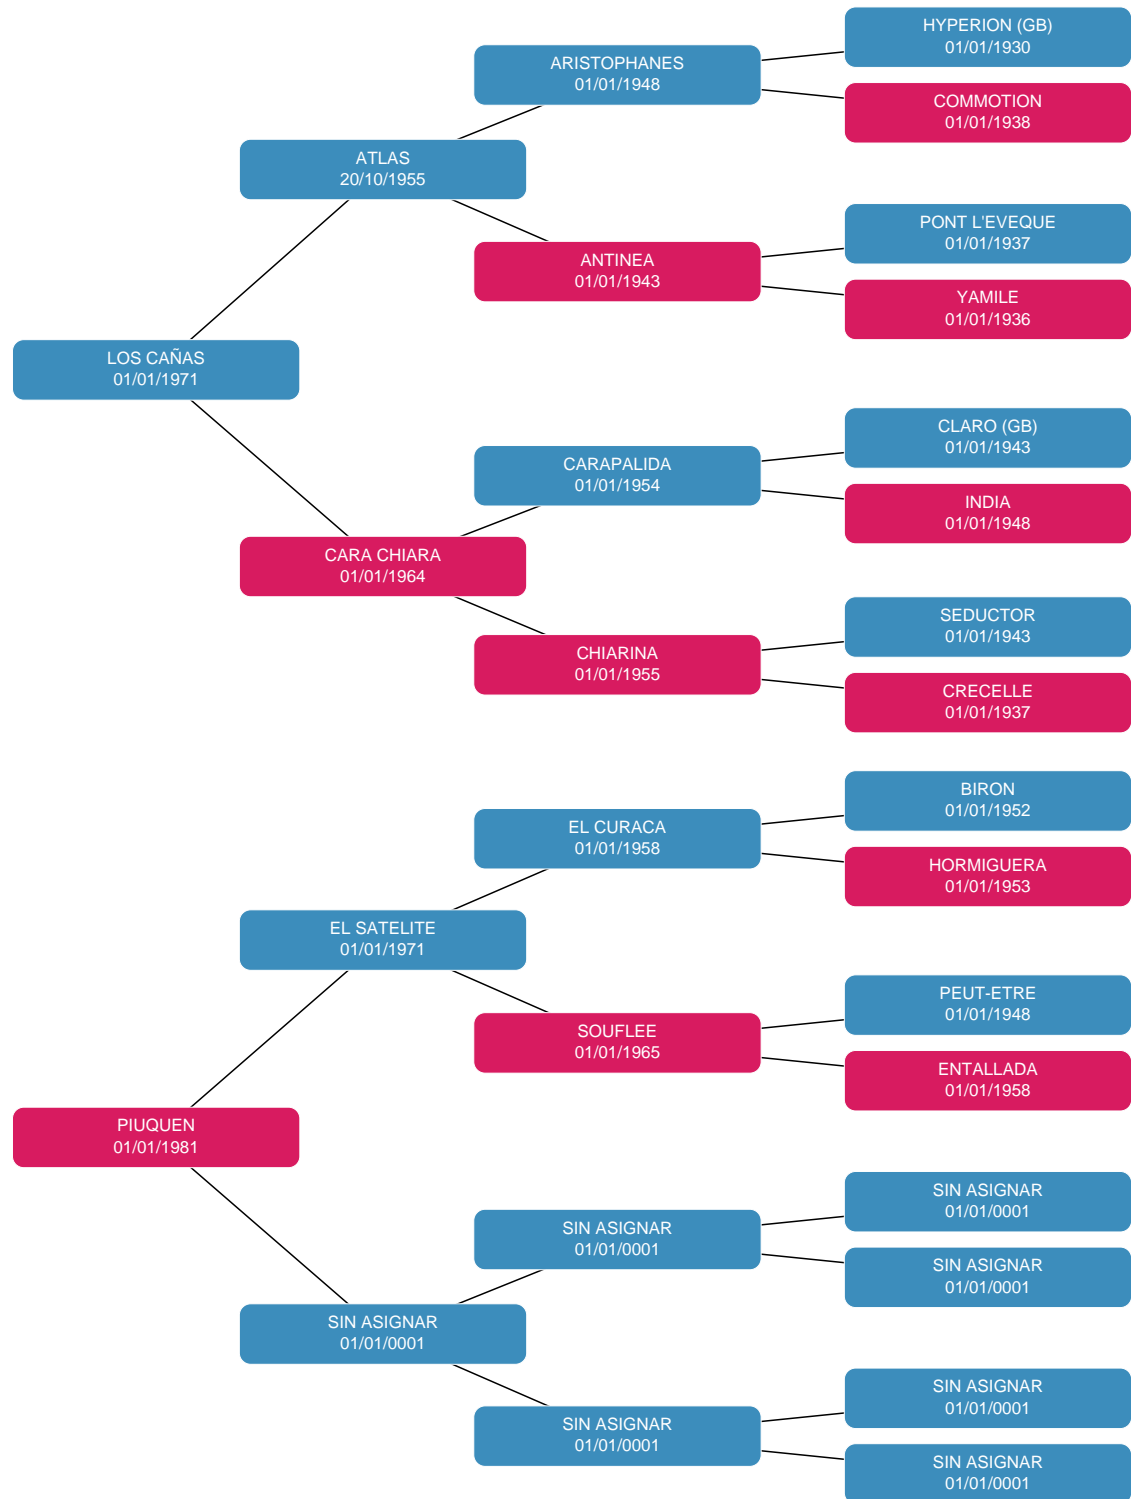 HYPERION (GB)
01/01/1930
ARISTOPHANES
01/01/1948
COMMOTION
01/01/1938
ATLAS
20/10/1955
PONT L'EVEQUE
01/01/1937
ANTINEA
01/01/1943
YAMILE
01/01/1936
LOS CAÑAS
01/01/1971
CLARO (GB)
01/01/1943
CARAPALIDA
01/01/1954
INDIA
01/01/1948
CARA CHIARA
01/01/1964
SEDUCTOR
01/01/1943
CHIARINA
01/01/1955
CRECELLE
01/01/1937
BIRON
01/01/1952
EL CURACA
01/01/1958
HORMIGUERA
01/01/1953
EL SATELITE
01/01/1971
PEUT-ETRE
01/01/1948
SOUFLEE
01/01/1965
ENTALLADA
01/01/1958
PIUQUEN
01/01/1981
SIN ASIGNAR
01/01/0001
SIN ASIGNAR
01/01/0001
SIN ASIGNAR
01/01/0001
SIN ASIGNAR
01/01/0001
SIN ASIGNAR
01/01/0001
SIN ASIGNAR
01/01/0001
SIN ASIGNAR
01/01/0001